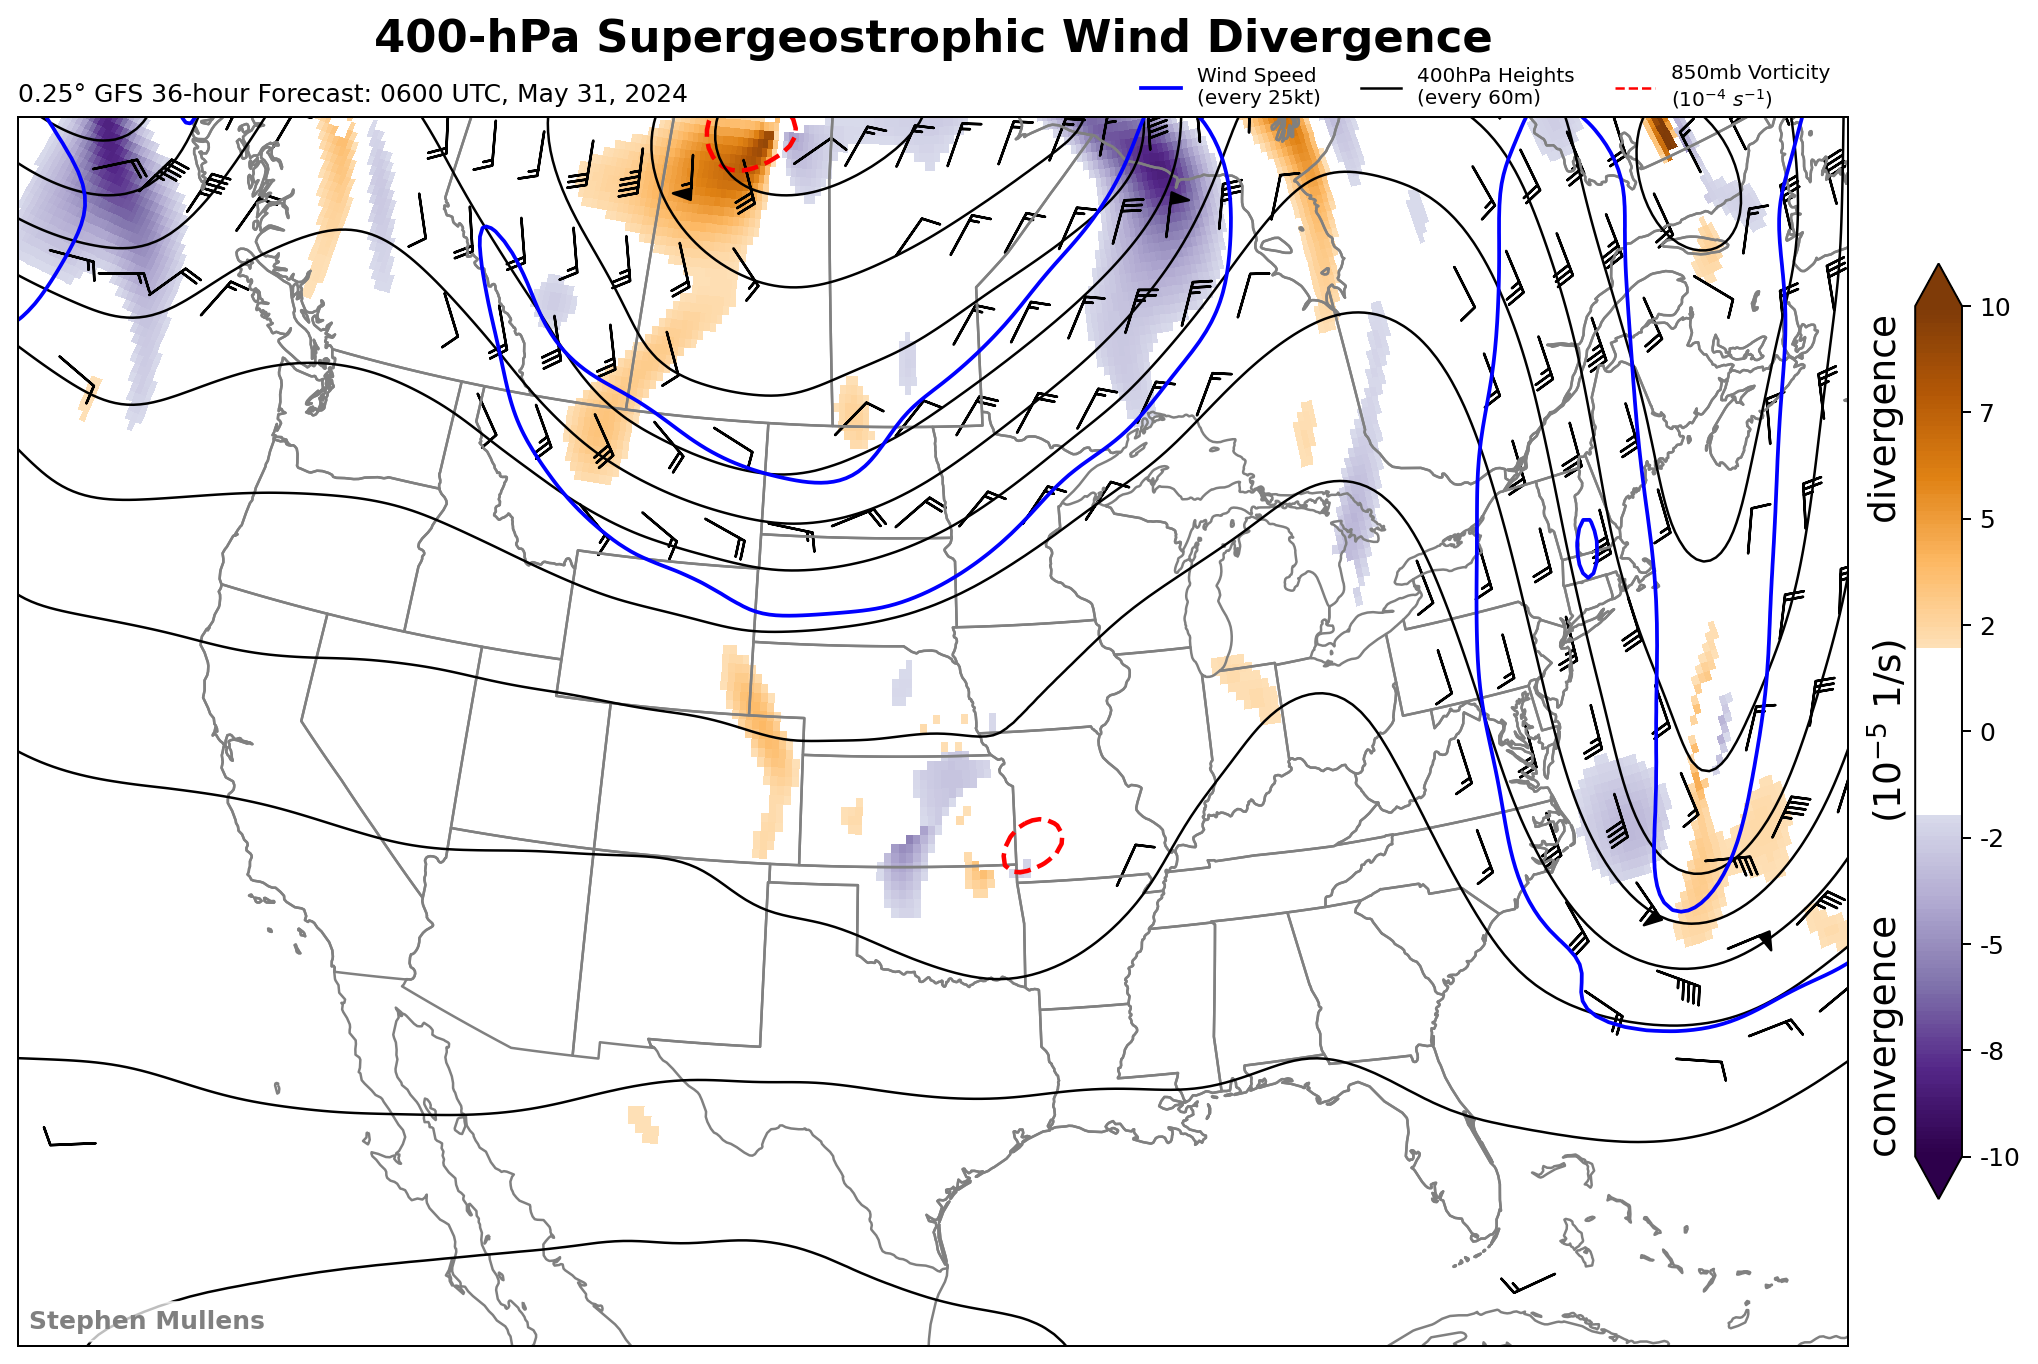 400-hPa Supergeostrophic Wind Divergence
0.25° GFS 36-hour Forecast: 0600 UTC, May 31, 2024
Wind Speed
(every 25kt)
400hPa Heights
(every 60m)
850mb Vorticity
(10⁻⁴ s⁻¹)
10
7
5
2
0
-2
-5
-8
-10
convergence (10⁻⁵ 1/s) divergence
Stephen Mullens